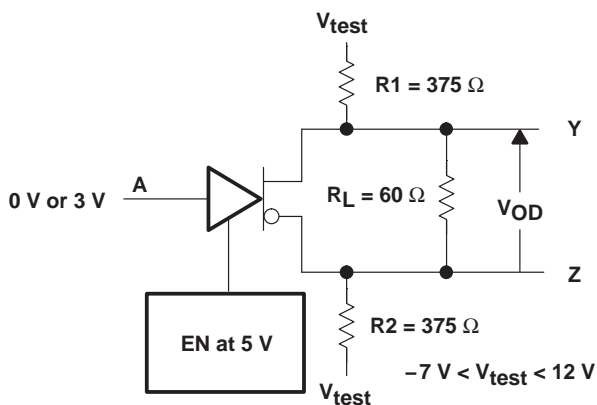 Vtest
R1 = 375 Ω
Y
A
0 V or 3 V
RL = 60 Ω
VOD
Z
EN at 5 V
R2 = 375 Ω
−7 V < Vtest < 12 V
Vtest